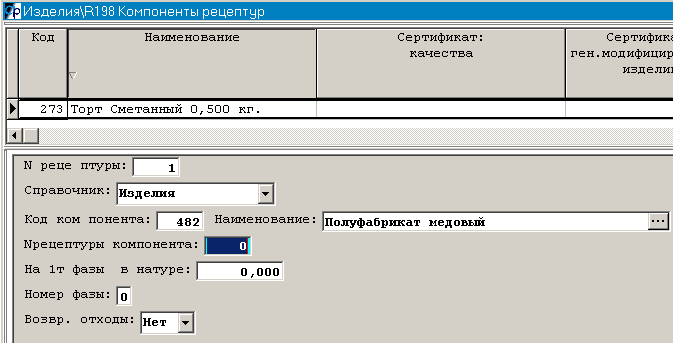 Изделия\R198 Компоненты рецептур
Код Наименование Сертификат: Сертифика
качества ген.модифицир
изделий
273 Торт Сметанный 0,500 кг.
N реце птуры: 1
Справочник: Изделия
Код ком понента: 482 Наименование: Полуфабрикат медовый ...
Nрецептуры компонента: 0
На 1т фазы в натуре: 0,000
Номер фазы: 0
Возвр. отходы: Нет